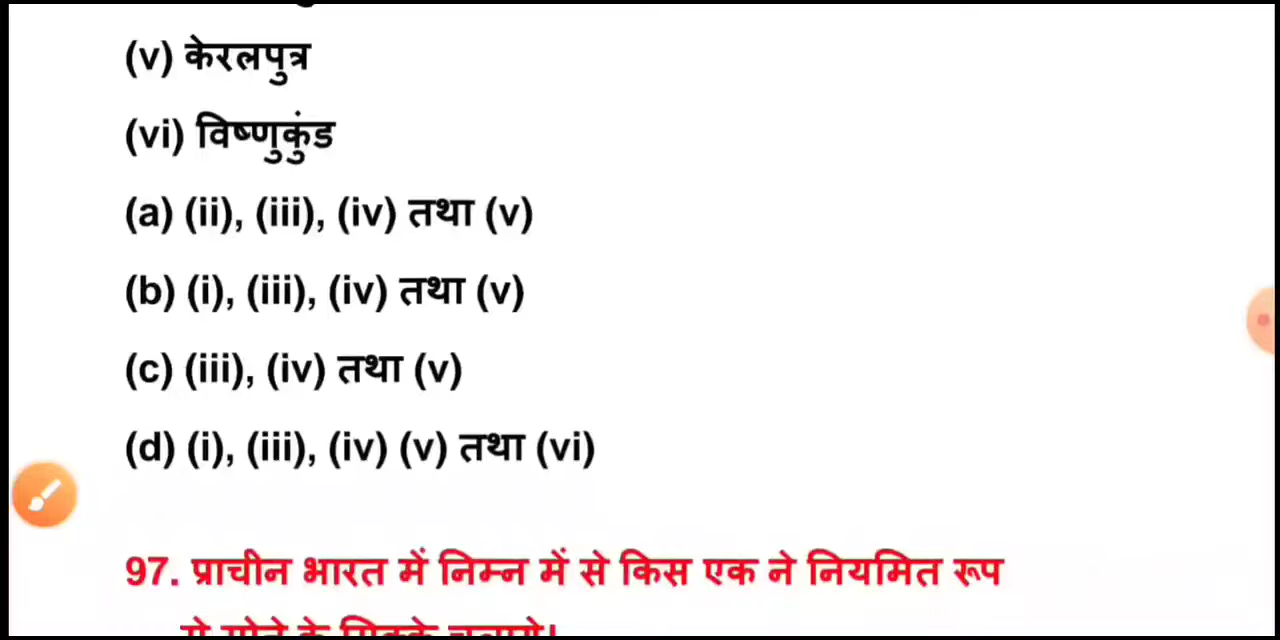 (v) केरलपुत्र
(vi) विष्णुकुंड
(a) (ii), (iii), (iv) तथा (v)
(b) (i), (iii), (iv) तथा (v)
(c) (iii), (iv) तथा (v)
(d) (i), (iii), (iv) (v) तथा (vi)
97. प्राचीन भारत में निम्न में से किस एक ने नियमित रूप